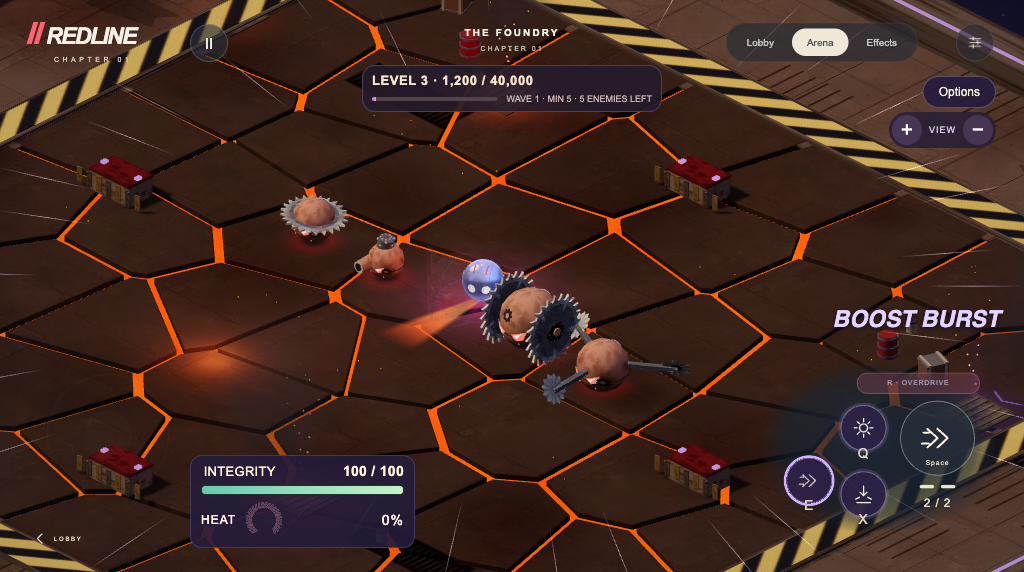 REDLINE
CHAPTER 01
THE FOUNDRY
CHAPTER 01
Lobby
Arena
Effects
LEVEL 3 · 1,200 / 40,000
WAVE 1 · MIN 5 · 5 ENEMIES LEFT
Options
+ VIEW −
BOOST BURST
R · OVERDRIVE
Q
Space
E
X
2 / 2
INTEGRITY 100 / 100
HEAT 0%
LOBBY